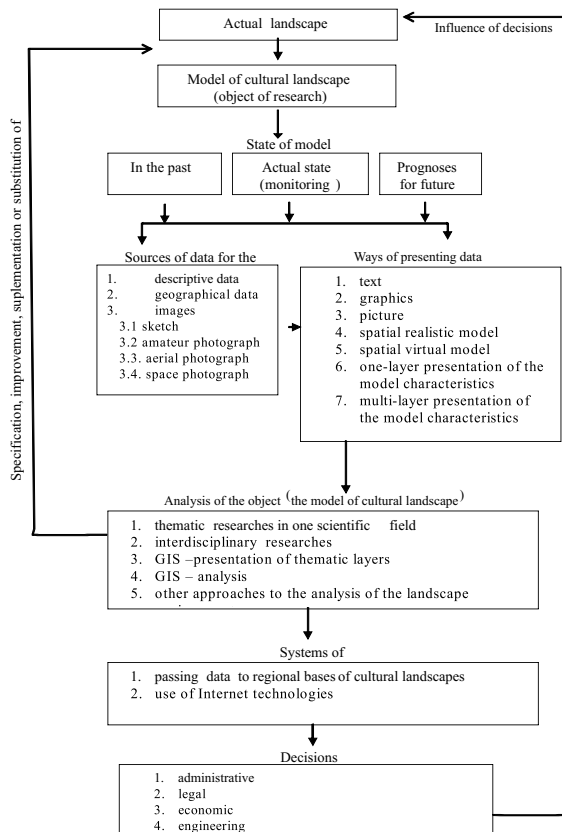 Actual landscape
Influence of decisions
Model of cultural landscape
(object of research)
State of model
In the past
Actual state
(monitoring )
Prognoses
for future
Specification, improvement, suplementation or substitution of
Sources of data for the
1. descriptive data
2. geographical data
3. images
3.1 sketch
3.2 amateur photograph
3.3. aerial photograph
3.4. space photograph
Ways of presenting data
1. text
2. graphics
3. picture
4. spatial realistic model
5. spatial virtual model
6. one-layer presentation of the
model characteristics
7. multi-layer presentation of
the model characteristics
Analysis of the object (the model of cultural landscape)
1. thematic researches in one scientific field
2. interdisciplinary researches
3. GIS –presentation of thematic layers
4. GIS – analysis
5. other approaches to the analysis of the landscape
Systems of
1. passing data to regional bases of cultural landscapes
2. use of Internet technologies
Decisions
1. administrative
2. legal
3. economic
4. engineering